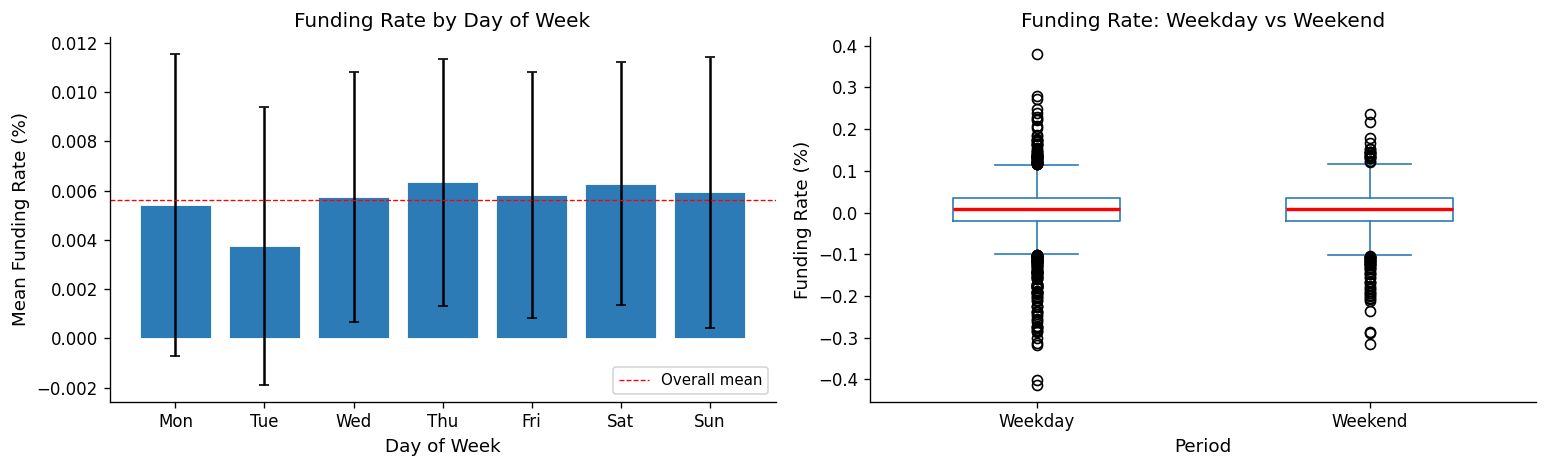 Funding Rate by Day of Week
Mean Funding Rate (%)
0.012
0.010
0.008
0.006
0.004
0.002
0.000
−0.002
Overall mean
Mon Tue Wed Thu Fri Sat Sun
Day of Week
Funding Rate: Weekday vs Weekend
Funding Rate (%)
0.4
0.3
0.2
0.1
0.0
−0.1
−0.2
−0.3
−0.4
Weekday Weekend
Period